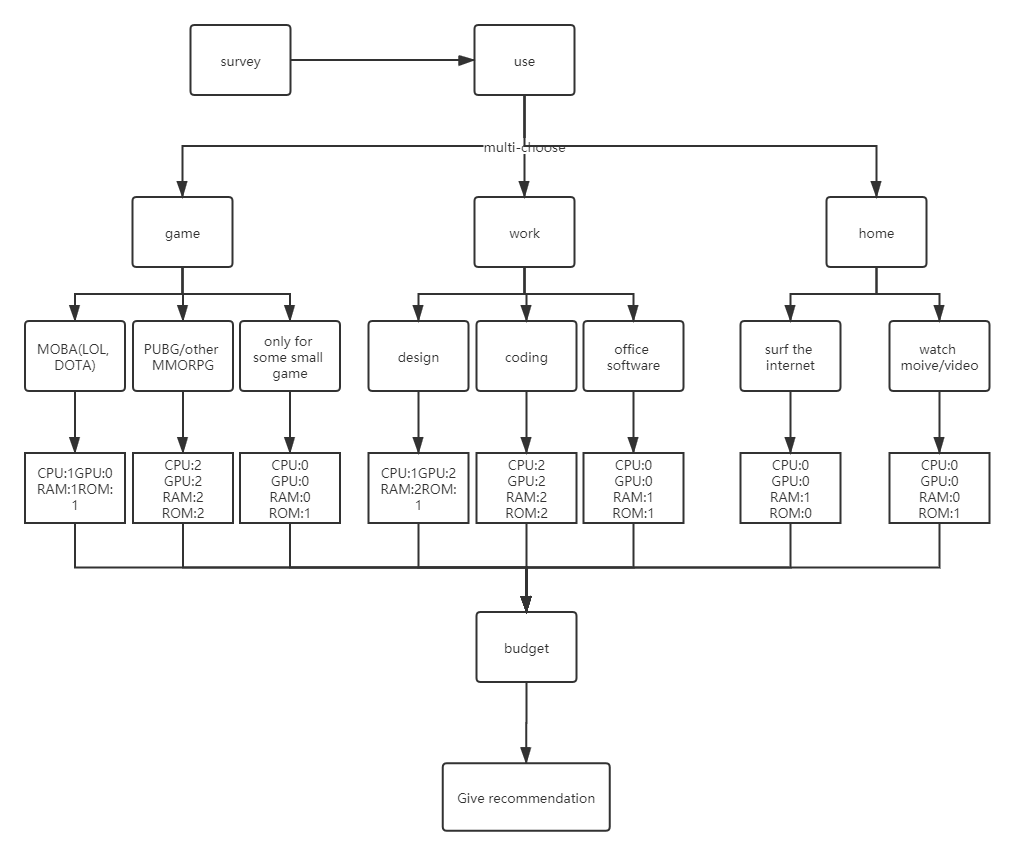 survey
use
multi-choose
game
work
home
MOBA(LOL,
DOTA)
PUBG/other
MMORPG
only for
some small
game
design
coding
office
software
surf the
internet
watch
moive/video
CPU:1GPU:0
RAM:1ROM:
1
CPU:2
GPU:2
RAM:2
ROM:2
CPU:0
GPU:0
RAM:0
ROM:1
CPU:1GPU:2
RAM:2ROM:
1
CPU:2
GPU:2
RAM:2
ROM:2
CPU:0
GPU:0
RAM:1
ROM:1
CPU:0
GPU:0
RAM:1
ROM:0
CPU:0
GPU:0
RAM:0
ROM:1
budget
Give recommendation